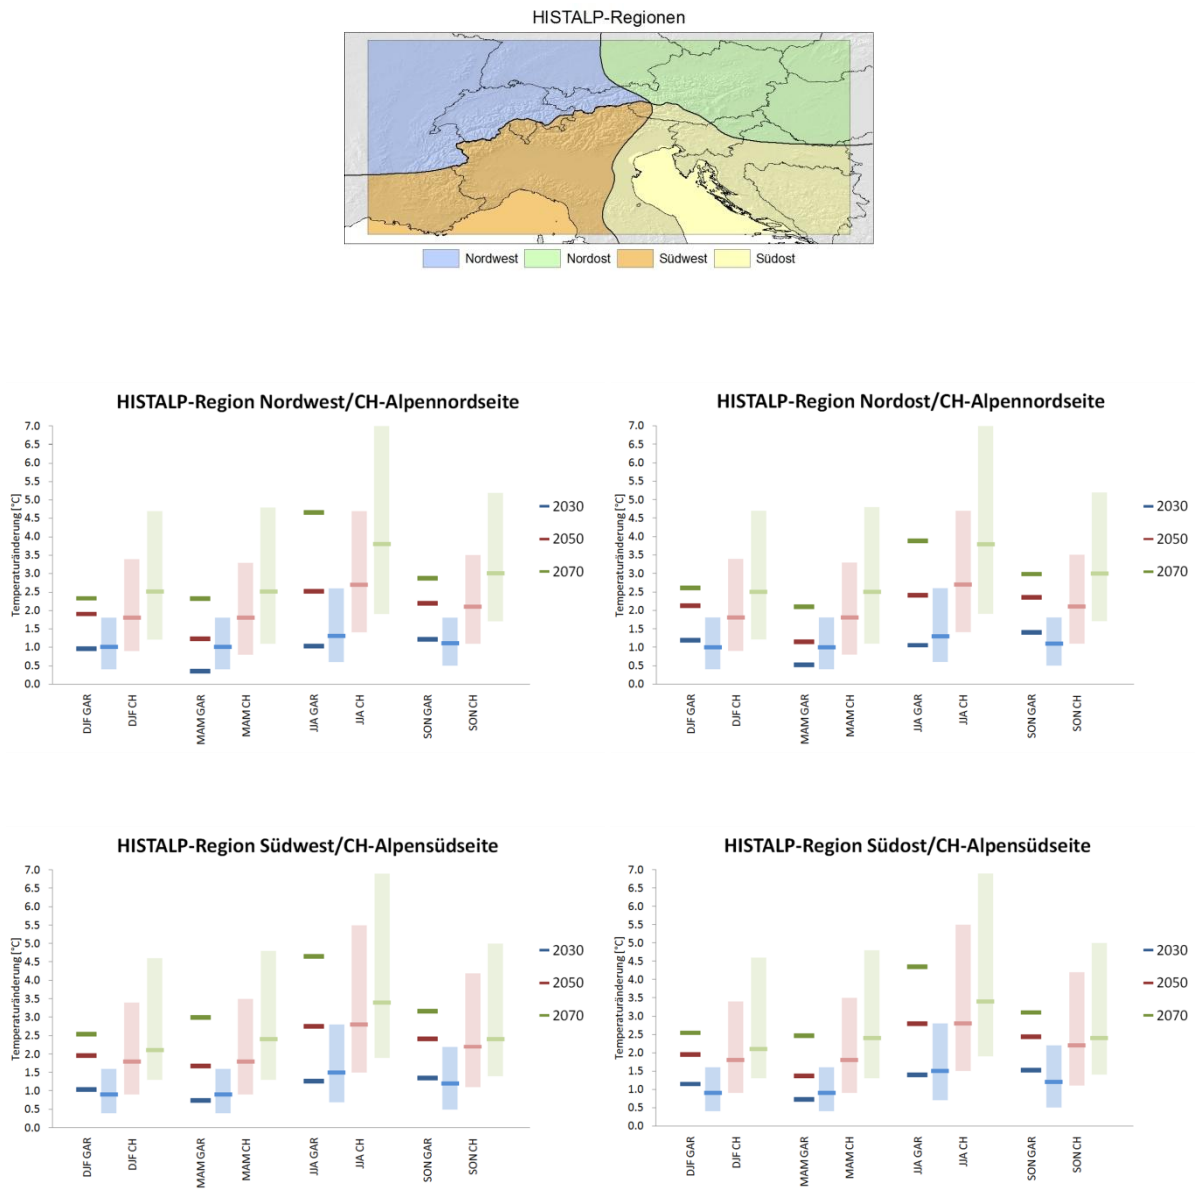 HISTALP-Regionen
Nordwest Nordost Südwest Südost
HISTALP-Region Nordwest/CH-Alpennordseite
Temperaturänderung [°C]
7.0
6.5
6.0
5.5
5.0
4.5
4.0
3.5
3.0
2.5
2.0
1.5
1.0
0.5
0.0
DJF GAR
DJF CH
MAM GAR
MAM CH
JJA GAR
JJA CH
SON GAR
SON CH
2030
2050
2070
HISTALP-Region Nordost/CH-Alpennordseite
Temperaturänderung [°C]
7.0
6.5
6.0
5.5
5.0
4.5
4.0
3.5
3.0
2.5
2.0
1.5
1.0
0.5
0.0
DJF GAR
DJF CH
MAM GAR
MAM CH
JJA GAR
JJA CH
SON GAR
SON CH
2030
2050
2070
HISTALP-Region Südwest/CH-Alpensüdseite
Temperaturänderung [°C]
7.0
6.5
6.0
5.5
5.0
4.5
4.0
3.5
3.0
2.5
2.0
1.5
1.0
0.5
0.0
DJF GAR
DJF CH
MAM GAR
MAM CH
JJA GAR
JJA CH
SON GAR
SON CH
2030
2050
2070
HISTALP-Region Südost/CH-Alpensüdseite
Temperaturänderung [°C]
7.0
6.5
6.0
5.5
5.0
4.5
4.0
3.5
3.0
2.5
2.0
1.5
1.0
0.5
0.0
DJF GAR
DJF CH
MAM GAR
MAM CH
JJA GAR
JJA CH
SON GAR
SON CH
2030
2050
2070